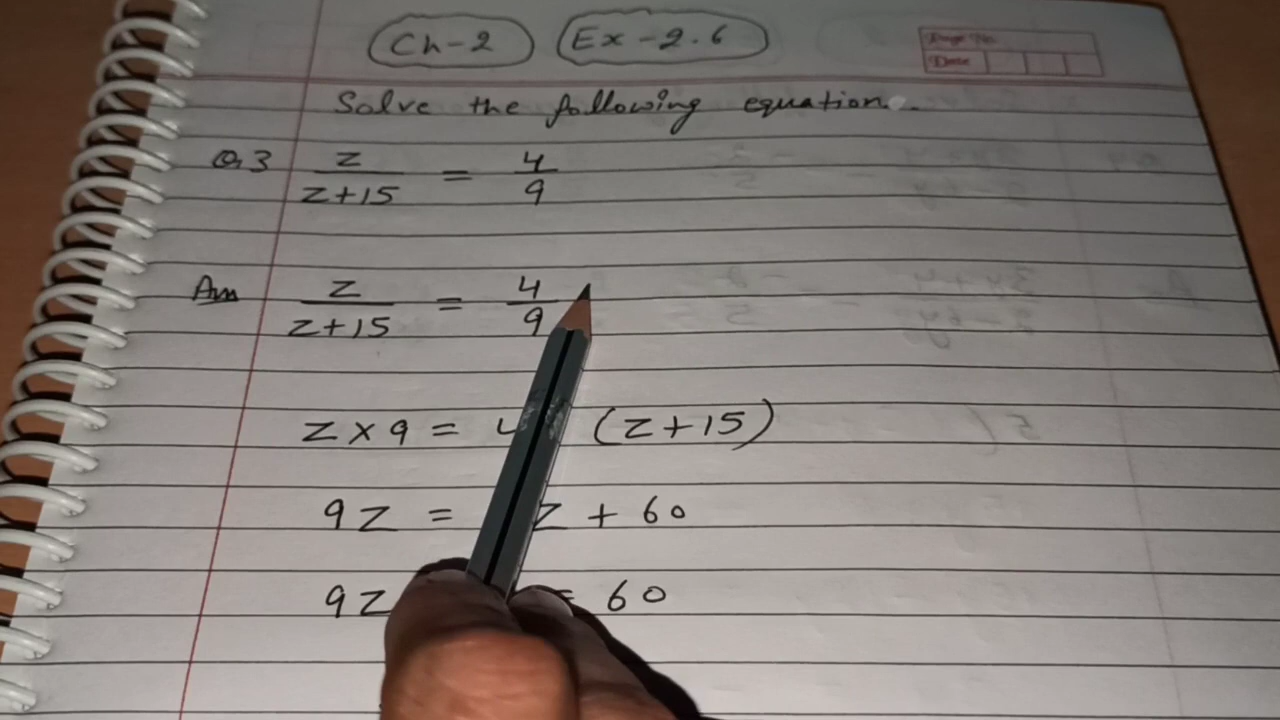 Ch-2 Ex-2.6
Page No.
Date
Solve the following equation.
Q3 z/(z+15) = 4/9
Ans z/(z+15) = 4/9
z × 9 = 4 (z+15)
9z = z + 60
9z = 60